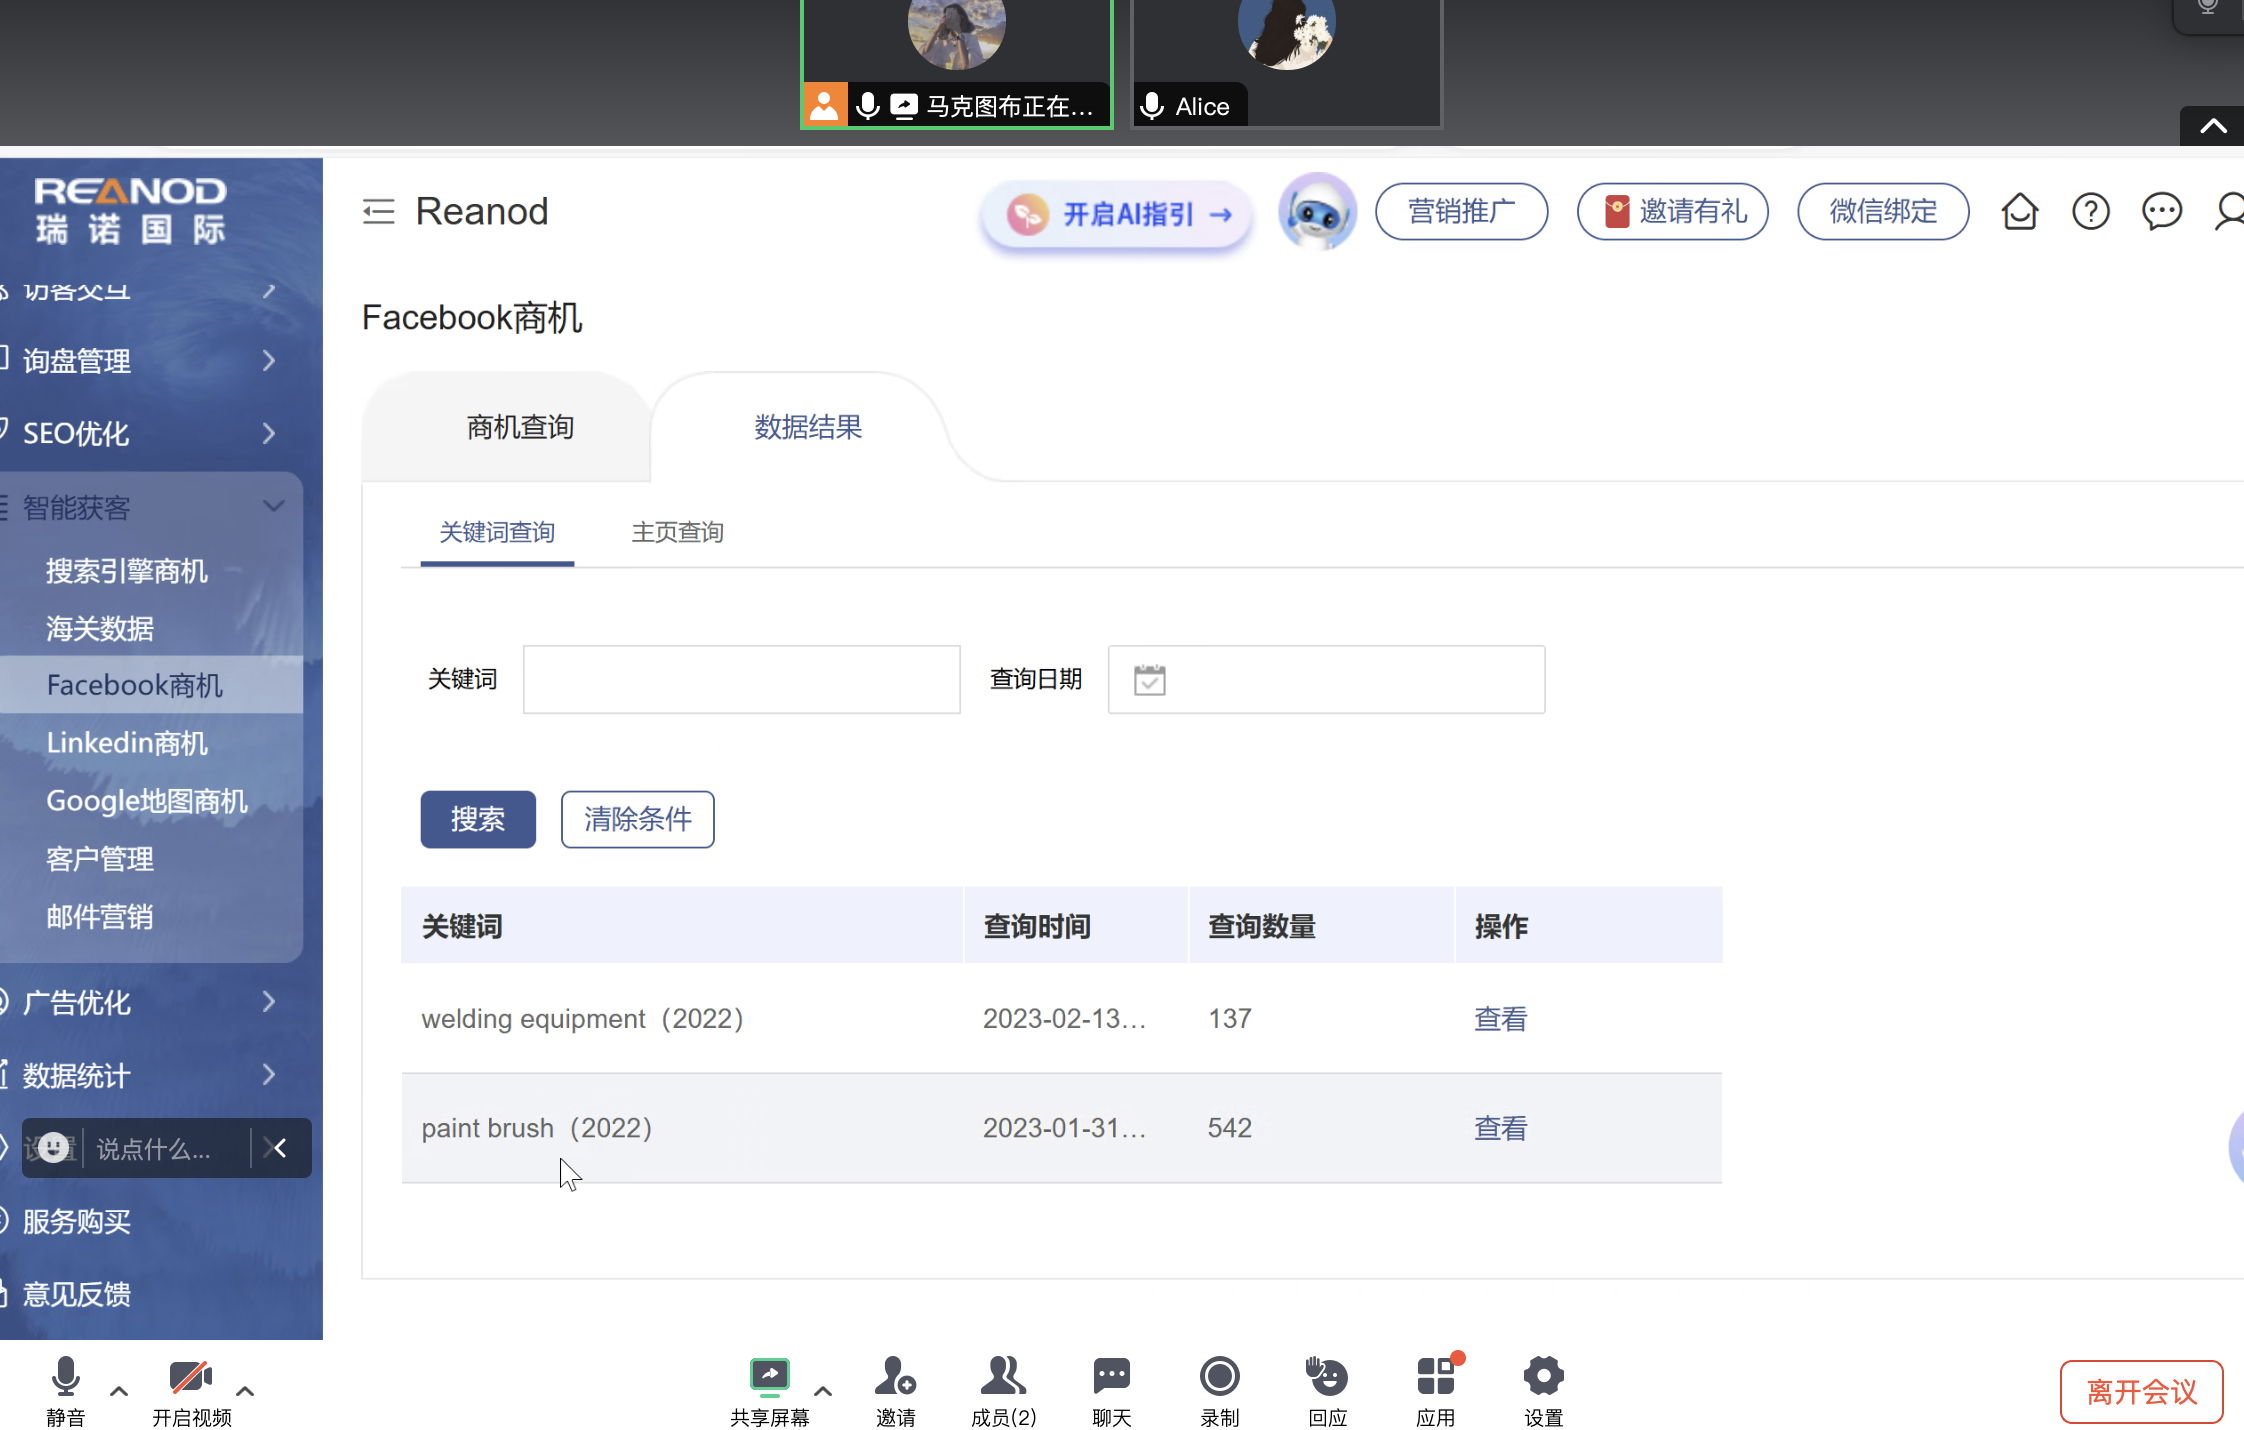 马克图布正在...
Alice
REANOD
瑞诺国际
Reanod
开启AI指引 →
营销推广
邀请有礼
微信绑定
访客交互
询盘管理
SEO优化
智能获客
搜索引擎商机
海关数据
Facebook商机
Linkedin商机
Google地图商机
客户管理
邮件营销
广告优化
数据统计
设置
说点什么...
服务购买
意见反馈
Facebook商机
商机查询
数据结果
关键词查询
主页查询
关键词
查询日期
搜索
清除条件
关键词 查询时间 查询数量 操作
welding equipment（2022） 2023-02-13... 137 查看
paint brush（2022） 2023-01-31... 542 查看
静音
开启视频
共享屏幕
邀请
成员(2)
聊天
录制
回应
应用
设置
离开会议